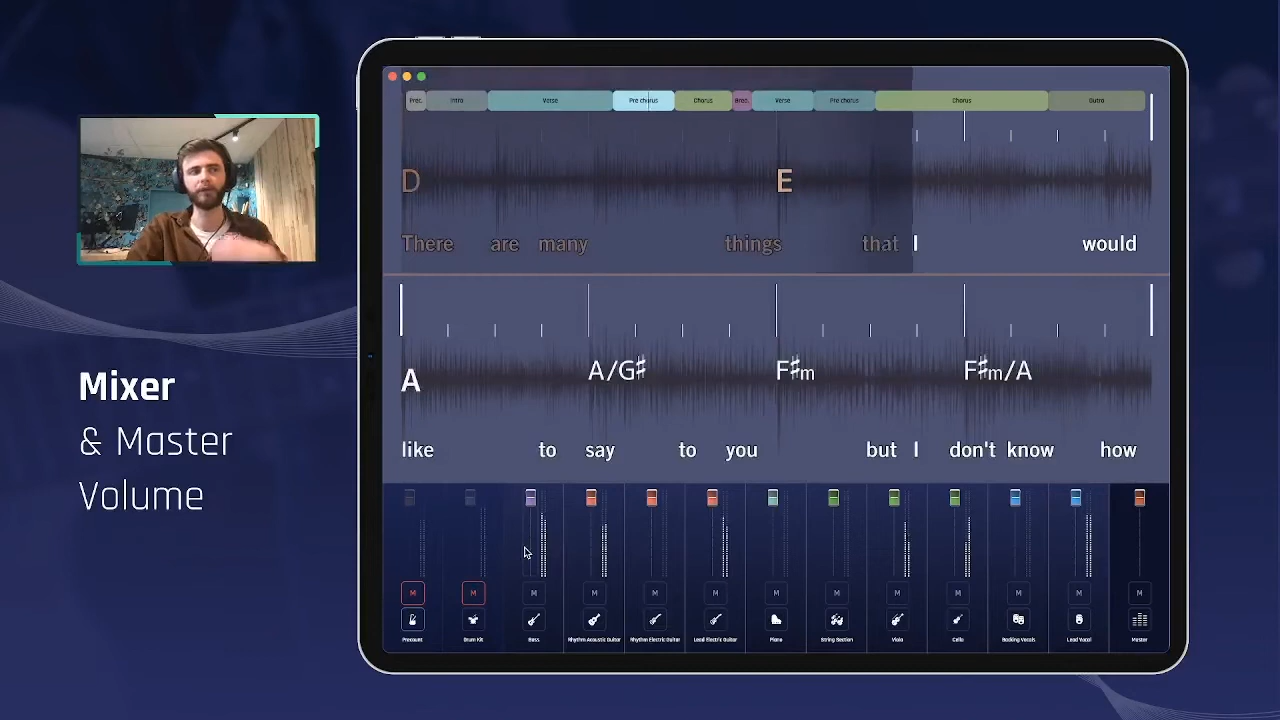 Mixer
& Master
Volume
Prec. Intro Verse Pre chorus Chorus Verse Pre chorus Chorus Outro
D E
There are many things that I would
A A/G♯ F♯m F♯m/A
like to say to you but I don't know how
M M M M M M M M M M M M M
Precount Drum Kit Bass Rhythm Acoustic Guitar Rhythm Electric Guitar Lead Electric Guitar Piano String Section Viola Cello Backing Vocals Lead Vocal Master